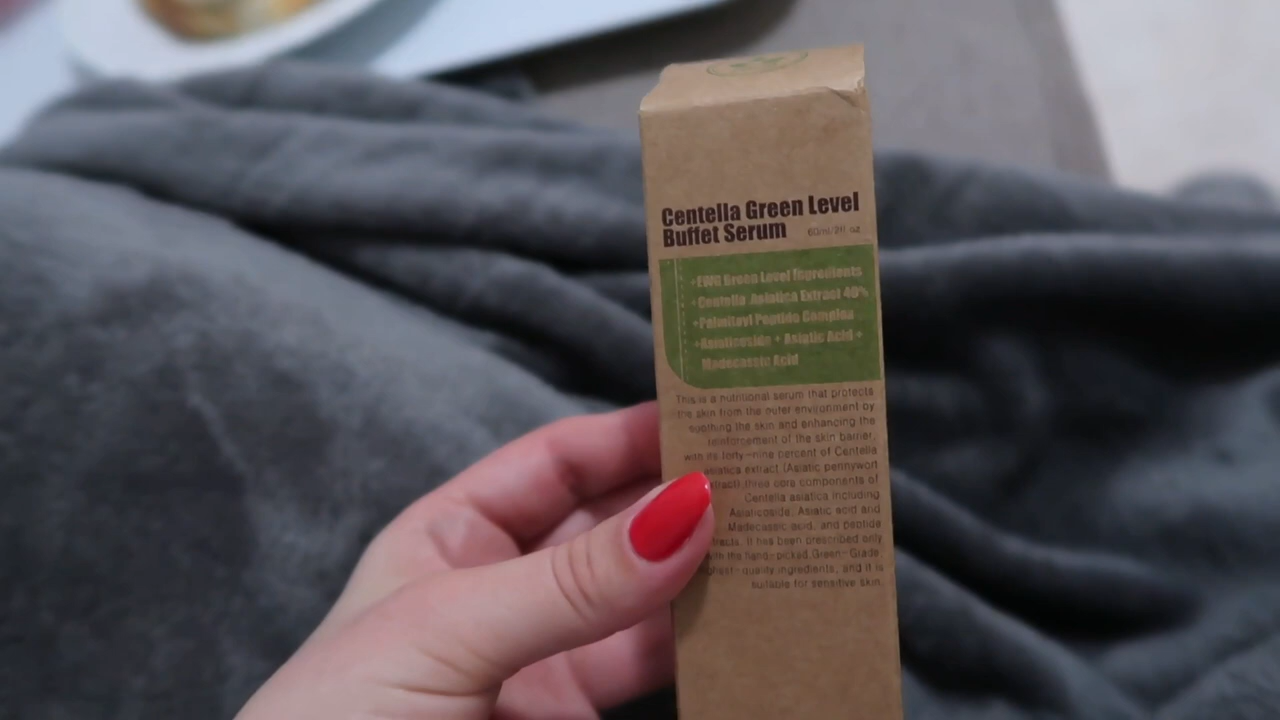 Centella Green Level
Buffet Serum 60ml/2fl oz
+EWG Green Level Ingredients
+Centella Asiatica Extract 49%
+Palmitoyl Peptide Complex
+Asiaticoside + Asiatic Acid +
Madecassic Acid
This is a nutritional serum that protects
the skin from the outer environment by
soothing the skin and enhancing the
reinforcement of the skin barrier,
with its forty-nine percent of Centella
asiatica extract (Asiatic pennywort
three core components of
Centella asiatica including
Asiaticoside, Asiatic acid and
Madecassic acid, and peptide
It has been prescribed only
the hand-picked Green-Grade
quality ingredients, and it is
suitable for sensitive skin.